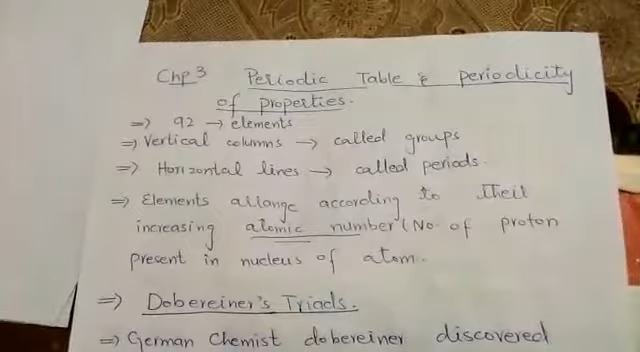 Chp 3 Periodic Table & periodicity
of properties.
=> 92 → elements
=> Vertical columns → called groups
=> Horizontal lines → called periods.
=> Elements arrange according to their
increasing atomic number (No. of proton
present in nucleus of atom.
=> Dobereiner's Triads.
=> German Chemist dobereiner discovered